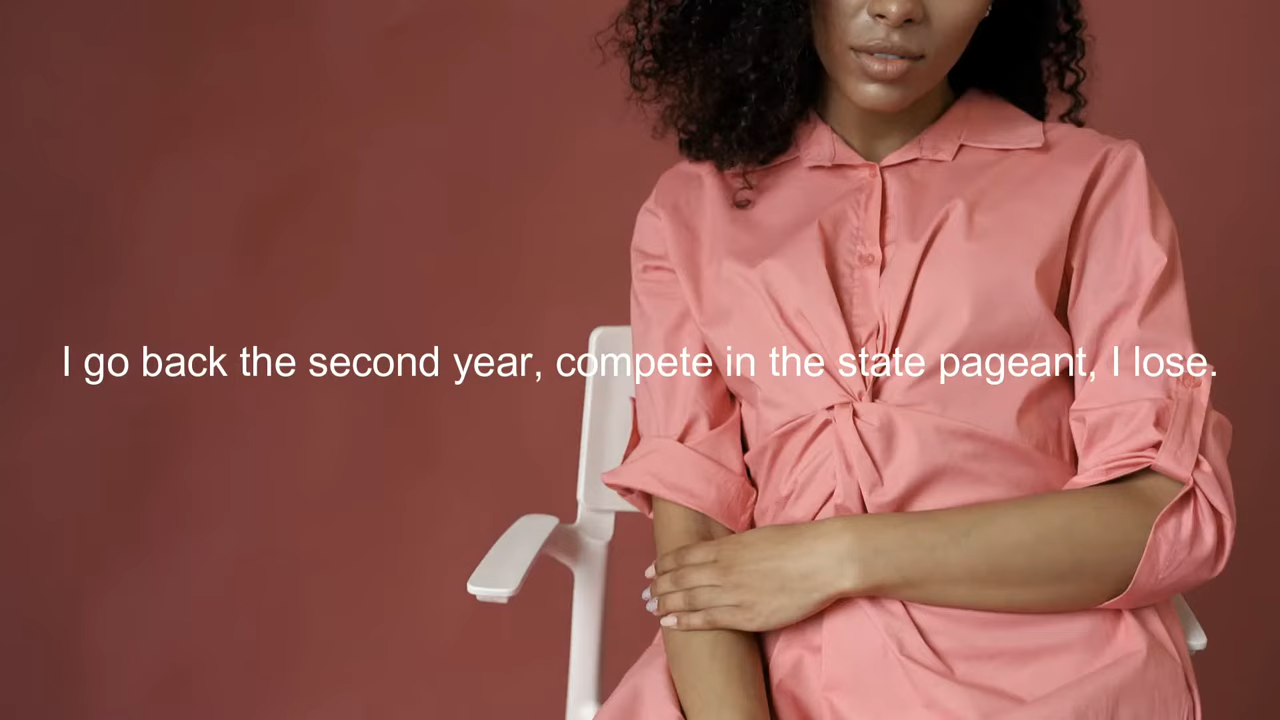 I go back the second year, compete in the state pageant, I lose.